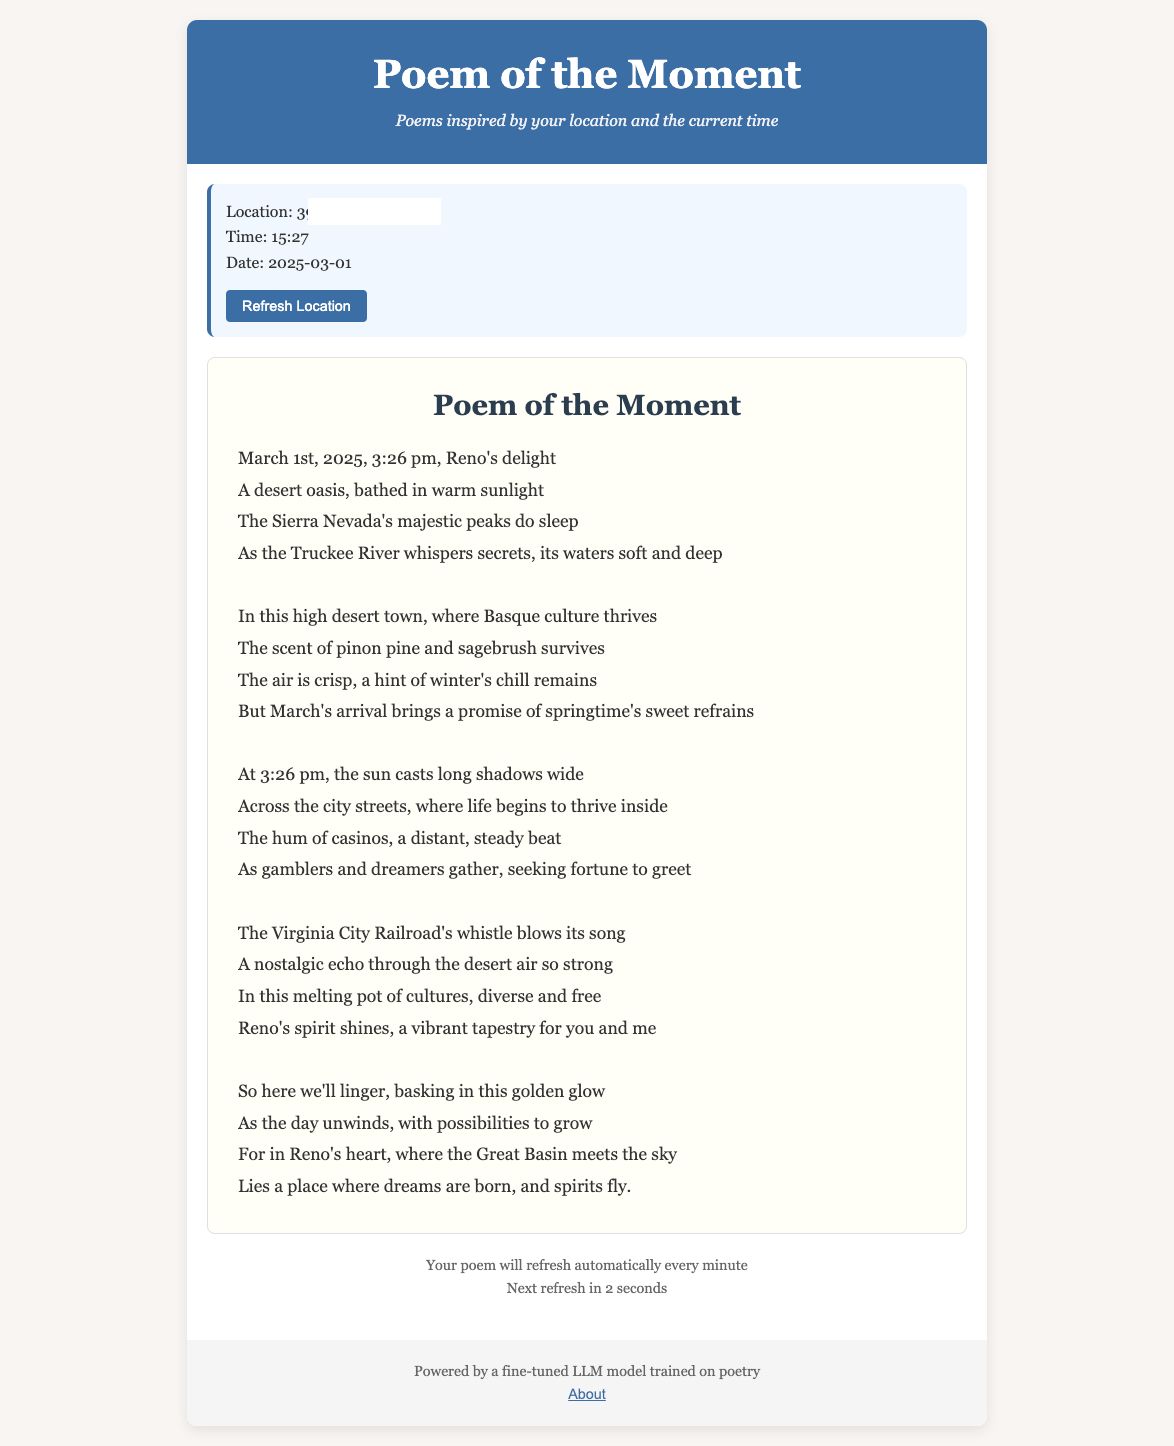 Poem of the Moment
Poems inspired by your location and the current time
Location:
Time: 15:27
Date: 2025-03-01
Refresh Location
Poem of the Moment
March 1st, 2025, 3:26 pm, Reno's delight
A desert oasis, bathed in warm sunlight
The Sierra Nevada's majestic peaks do sleep
As the Truckee River whispers secrets, its waters soft and deep
In this high desert town, where Basque culture thrives
The scent of pinon pine and sagebrush survives
The air is crisp, a hint of winter's chill remains
But March's arrival brings a promise of springtime's sweet refrains
At 3:26 pm, the sun casts long shadows wide
Across the city streets, where life begins to thrive inside
The hum of casinos, a distant, steady beat
As gamblers and dreamers gather, seeking fortune to greet
The Virginia City Railroad's whistle blows its song
A nostalgic echo through the desert air so strong
In this melting pot of cultures, diverse and free
Reno's spirit shines, a vibrant tapestry for you and me
So here we'll linger, basking in this golden glow
As the day unwinds, with possibilities to grow
For in Reno's heart, where the Great Basin meets the sky
Lies a place where dreams are born, and spirits fly.
Your poem will refresh automatically every minute
Next refresh in 2 seconds
Powered by a fine-tuned LLM model trained on poetry
About